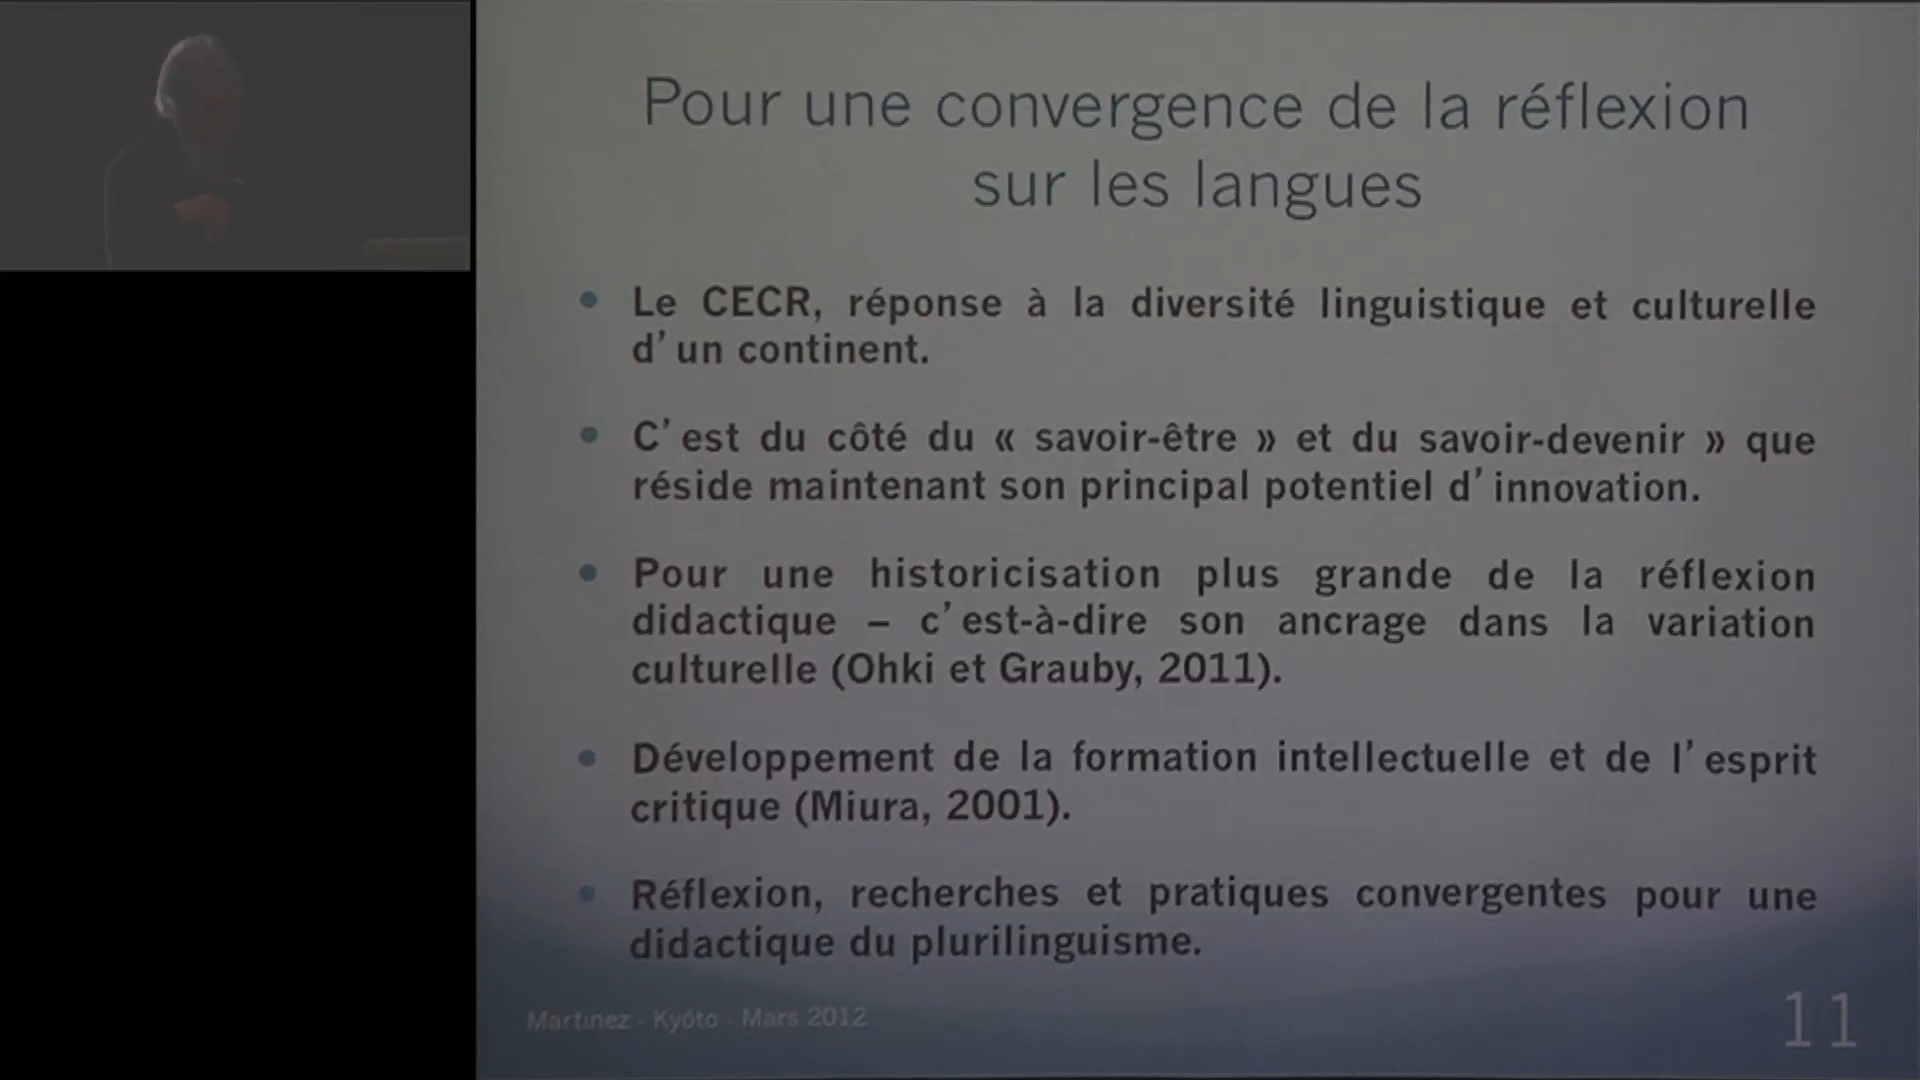 Pour une convergence de la réflexion
sur les langues
• Le CECR, réponse à la diversité linguistique et culturelle
d’un continent.
• C’est du côté du « savoir-être » et du savoir-devenir » que
réside maintenant son principal potentiel d’innovation.
• Pour une historicisation plus grande de la réflexion
didactique – c’est-à-dire son ancrage dans la variation
culturelle (Ohki et Grauby, 2011).
• Développement de la formation intellectuelle et de l’esprit
critique (Miura, 2001).
• Réflexion, recherches et pratiques convergentes pour une
didactique du plurilinguisme.
Martinez - Kyôto - Mars 2012
11